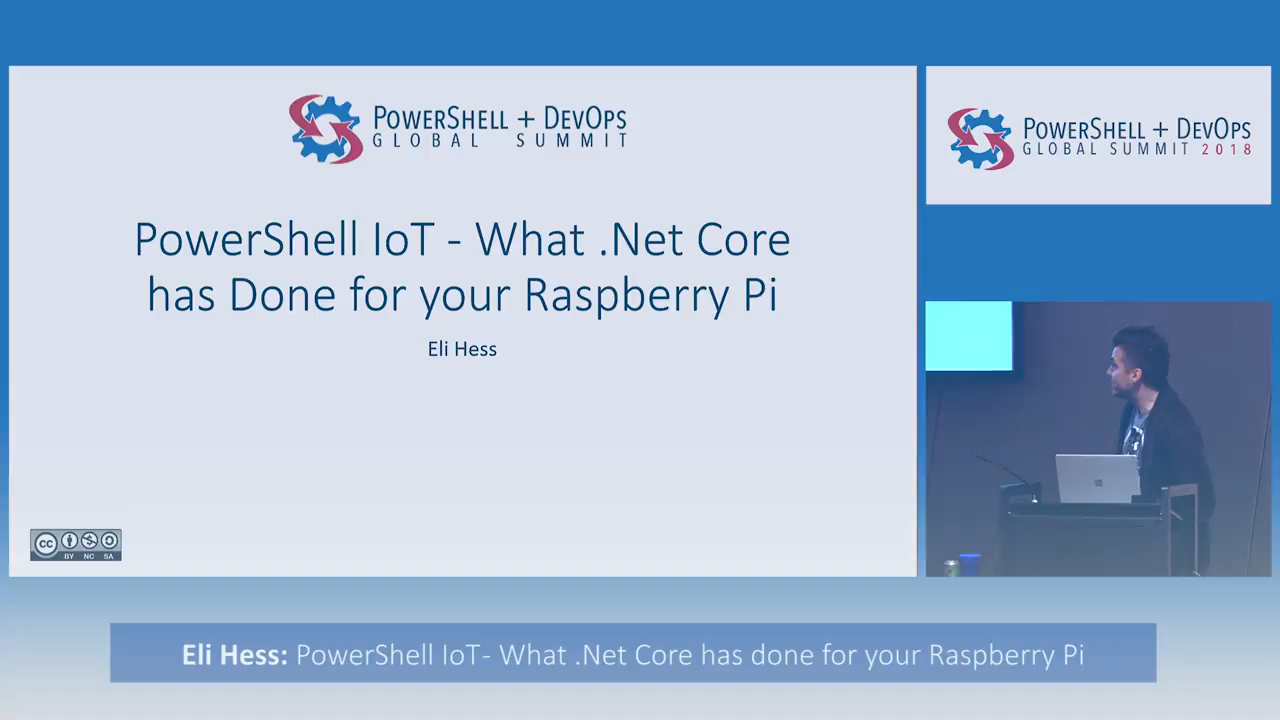 POWERSHELL + DEVOPS
GLOBAL SUMMIT
PowerShell IoT - What .Net Core
has Done for your Raspberry Pi
Eli Hess
CC
BY NC SA
POWERSHELL + DEVOPS
GLOBAL SUMMIT 2018
Eli Hess: PowerShell IoT- What .Net Core has done for your Raspberry Pi